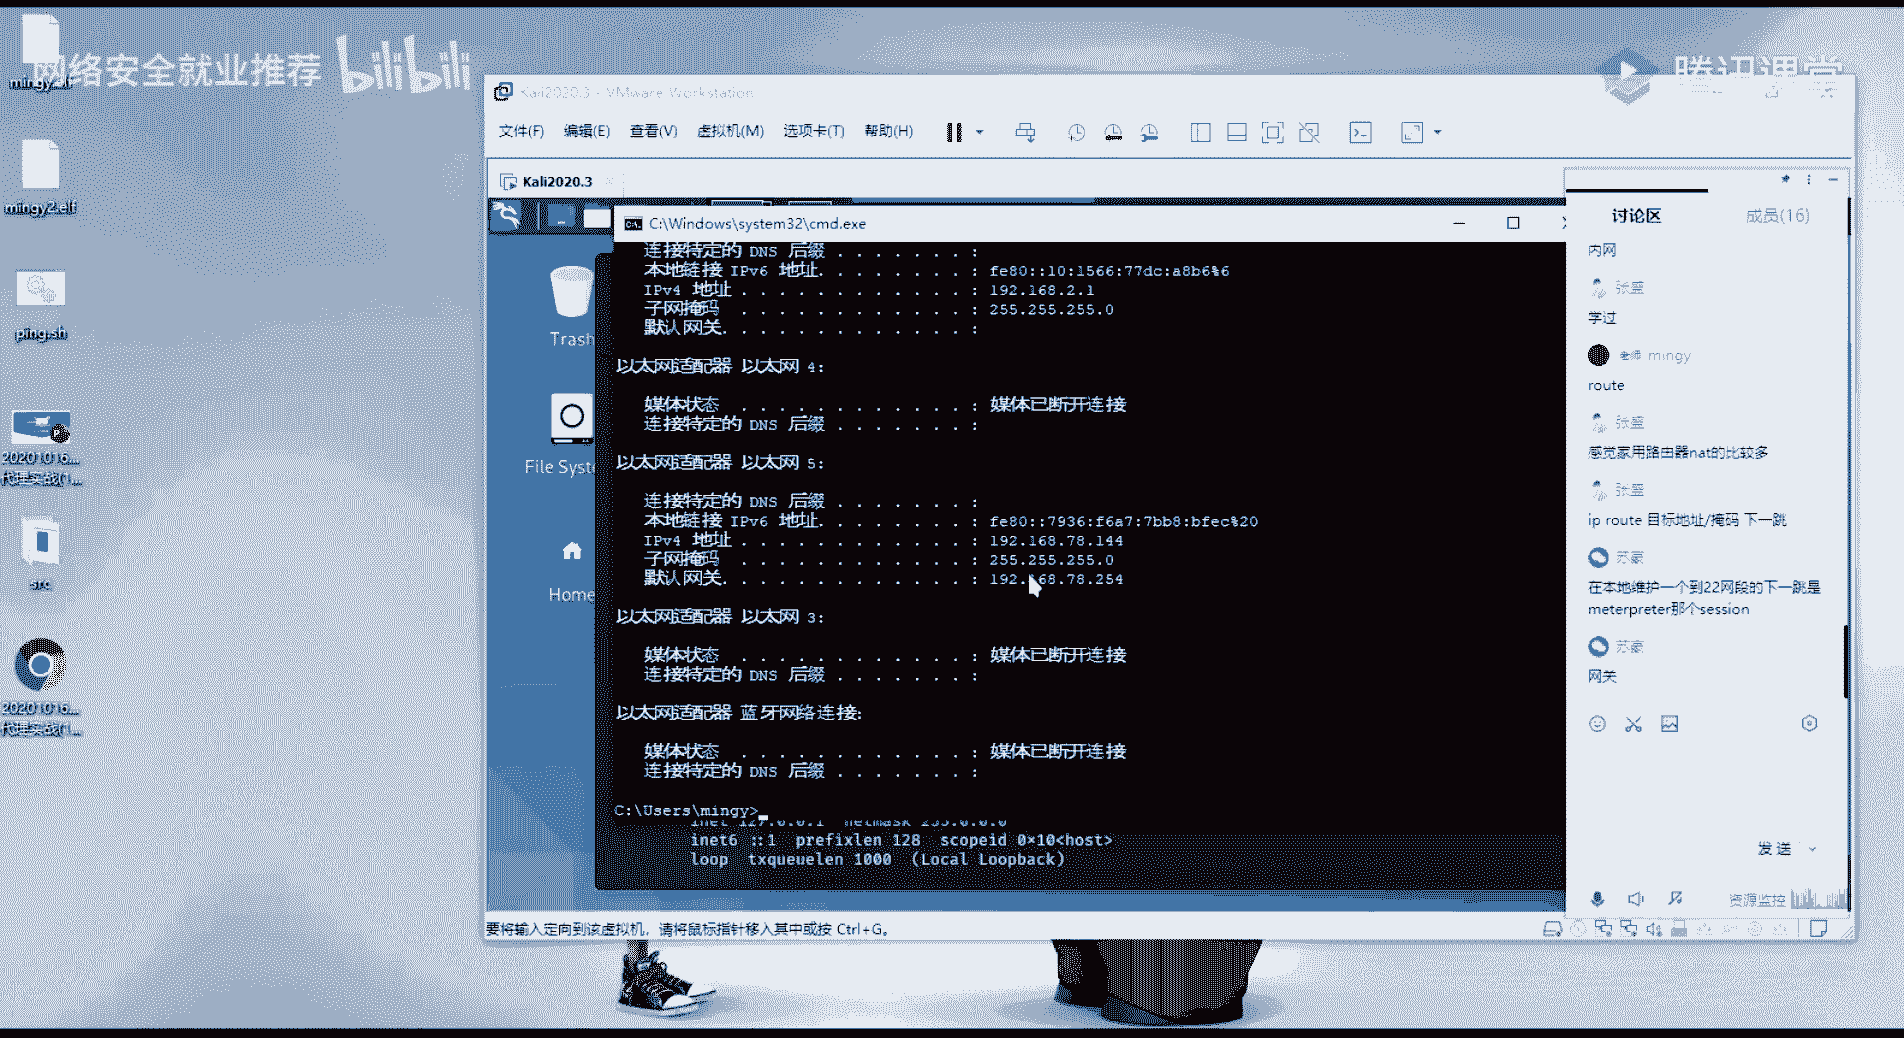 网络安全就业推荐
bilibili
腾讯课堂
mingy2.elf
ping.sh
20201016...
代理实战(1...
src
20201016...
代理实战(1...
Kali2020.3 - VMware Workstation
文件(F) 编辑(E) 查看(V) 虚拟机(M) 选项卡(T) 帮助(H)
Kali2020.3
Trash
File Syste
Home
C:\Windows\system32\cmd.exe
连接特定的 DNS 后缀 . . . . . . . :
本地链接 IPv6 地址. . . . . . . . : fe80::10:1566:77dc:a8b6%6
IPv4 地址 . . . . . . . . . . . . : 192.168.2.1
子网掩码 . . . . . . . . . . . . : 255.255.255.0
默认网关. . . . . . . . . . . . . :
以太网适配器 以太网 4:
媒体状态 . . . . . . . . . . . . : 媒体已断开连接
连接特定的 DNS 后缀 . . . . . . . :
以太网适配器 以太网 5:
连接特定的 DNS 后缀 . . . . . . . :
本地链接 IPv6 地址. . . . . . . . : fe80::7936:f6a7:7bb8:bfec%20
IPv4 地址 . . . . . . . . . . . . : 192.168.78.144
子网掩码 . . . . . . . . . . . . : 255.255.255.0
默认网关. . . . . . . . . . . . . : 192.168.78.254
以太网适配器 以太网 3:
媒体状态 . . . . . . . . . . . . : 媒体已断开连接
连接特定的 DNS 后缀 . . . . . . . :
以太网适配器 蓝牙网络连接:
媒体状态 . . . . . . . . . . . . : 媒体已断开连接
连接特定的 DNS 后缀 . . . . . . . :
C:\Users\mingy>
inet 127.0.0.1 netmask 255.0.0.0
inet6 ::1 prefixlen 128 scopeid 0×10<host>
loop txqueuelen 1000 (Local Loopback)
讨论区 成员(16)
内网
学过
老师 mingy
route
感觉家用路由器nat的比较多
ip route 目标地址/掩码 下一跳
苏豪
在本地维护一个到22网段的下一跳是
meterpreter那个session
苏豪
网关
发送
资源监控
要将输入定向到该虚拟机，请将鼠标指针移入其中或按 Ctrl+G。